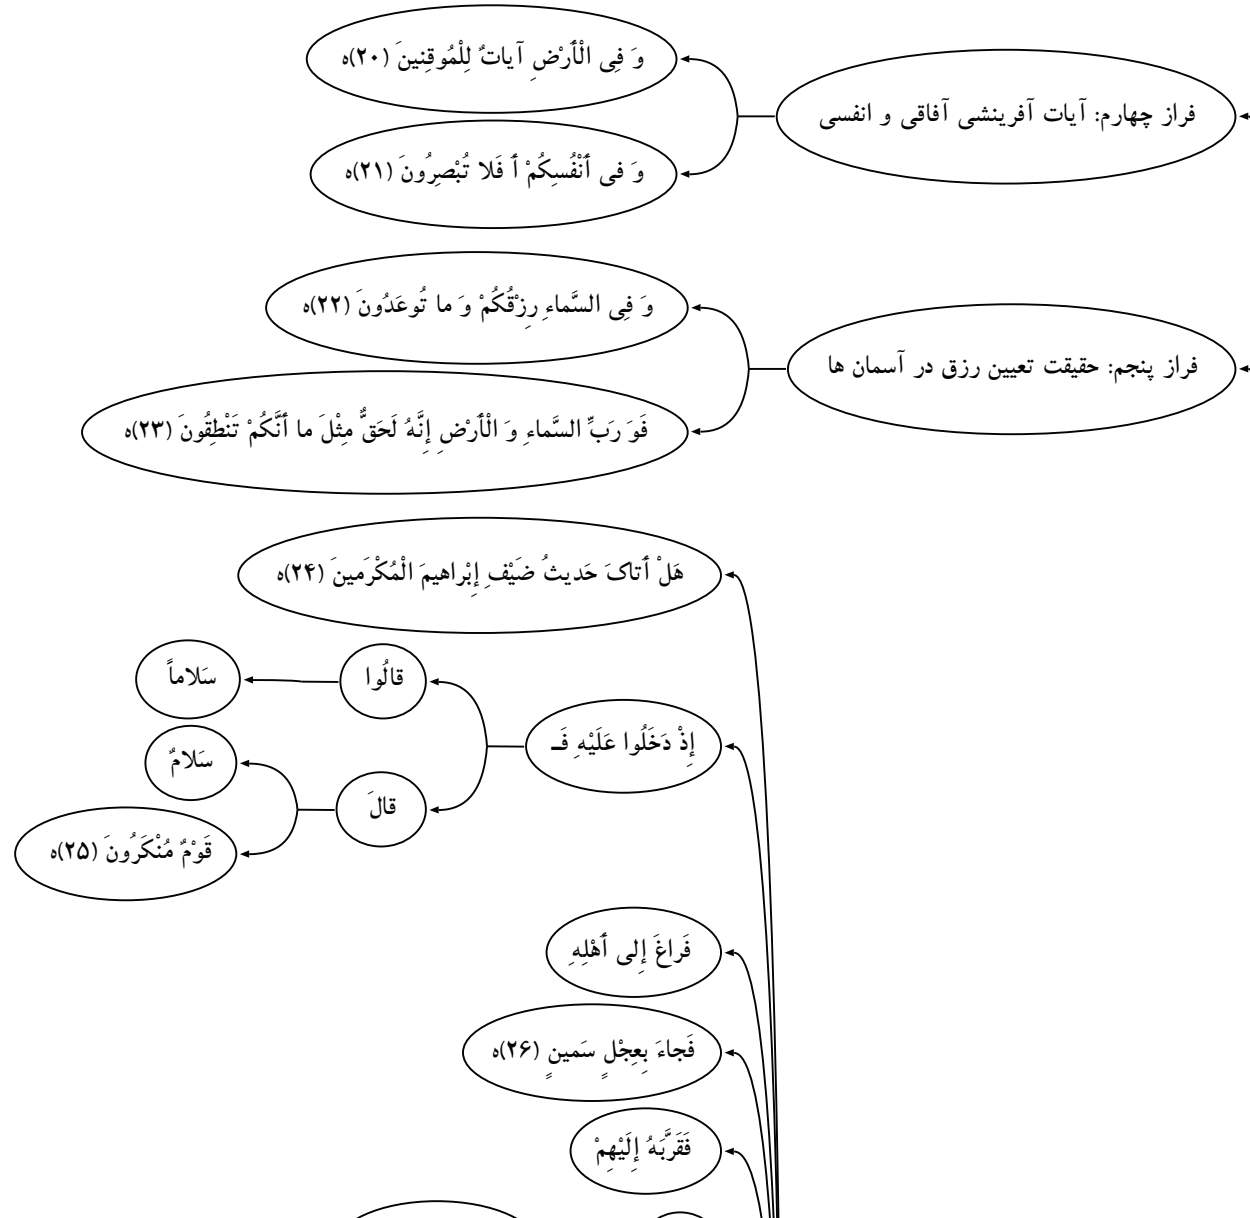 فراز چهارم: آیات آفرینشی آفاقی و انفسی
وَ فِی الْأَرْضِ آیاتٌ لِلْمُوقِنینَ (۲۰)ه
وَ فی أَنْفُسِکُمْ أَ فَلا تُبْصِرُونَ (۲۱)ه
فراز پنجم: حقیقت تعیین رزق در آسمان ها
وَ فِی السَّماءِ رِزْقُکُمْ وَ ما تُوعَدُونَ (۲۲)ه
فَوَ رَبِّ السَّماءِ وَ الْأَرْضِ إِنَّهُ لَحَقٌّ مِثْلَ ما أَنَّکُمْ تَنْطِقُونَ (۲۳)ه
هَلْ أَتاکَ حَدیثُ ضَیْفِ إِبْراهیمَ الْمُکْرَمینَ (۲۴)ه
إِذْ دَخَلُوا عَلَیْهِ فَـ
قالُوا
سَلاماً
قالَ
سَلامٌ
قَوْمٌ مُنْکَرُونَ (۲۵)ه
فَراغَ إِلی أَهْلِهِ
فَجاءَ بِعِجْلٍ سَمینٍ (۲۶)ه
فَقَرَّبَهُ إِلَیْهِمْ